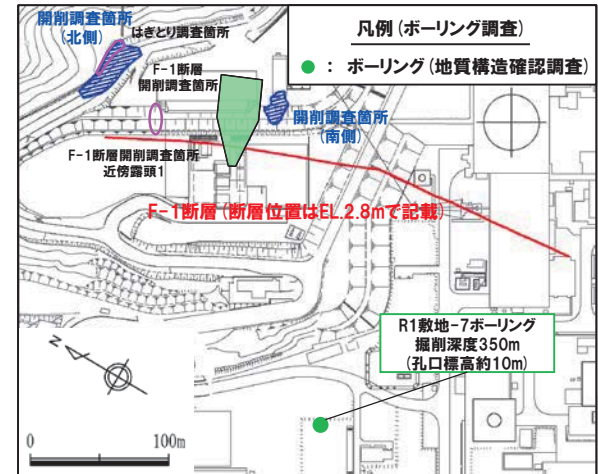 開削調査箇所
(北側)
はぎとり調査箇所
F-1断層
開削調査箇所
凡例(ボーリング調査)
● : ボーリング(地質構造確認調査)
開削調査箇所
(南側)
F-1断層開削調査箇所
近傍露頭1
F-1断層(断層位置はEL.2.8mで記載)
R1敷地-7ボーリング
掘削深度350m
(孔口標高約10m)
N
0 100m